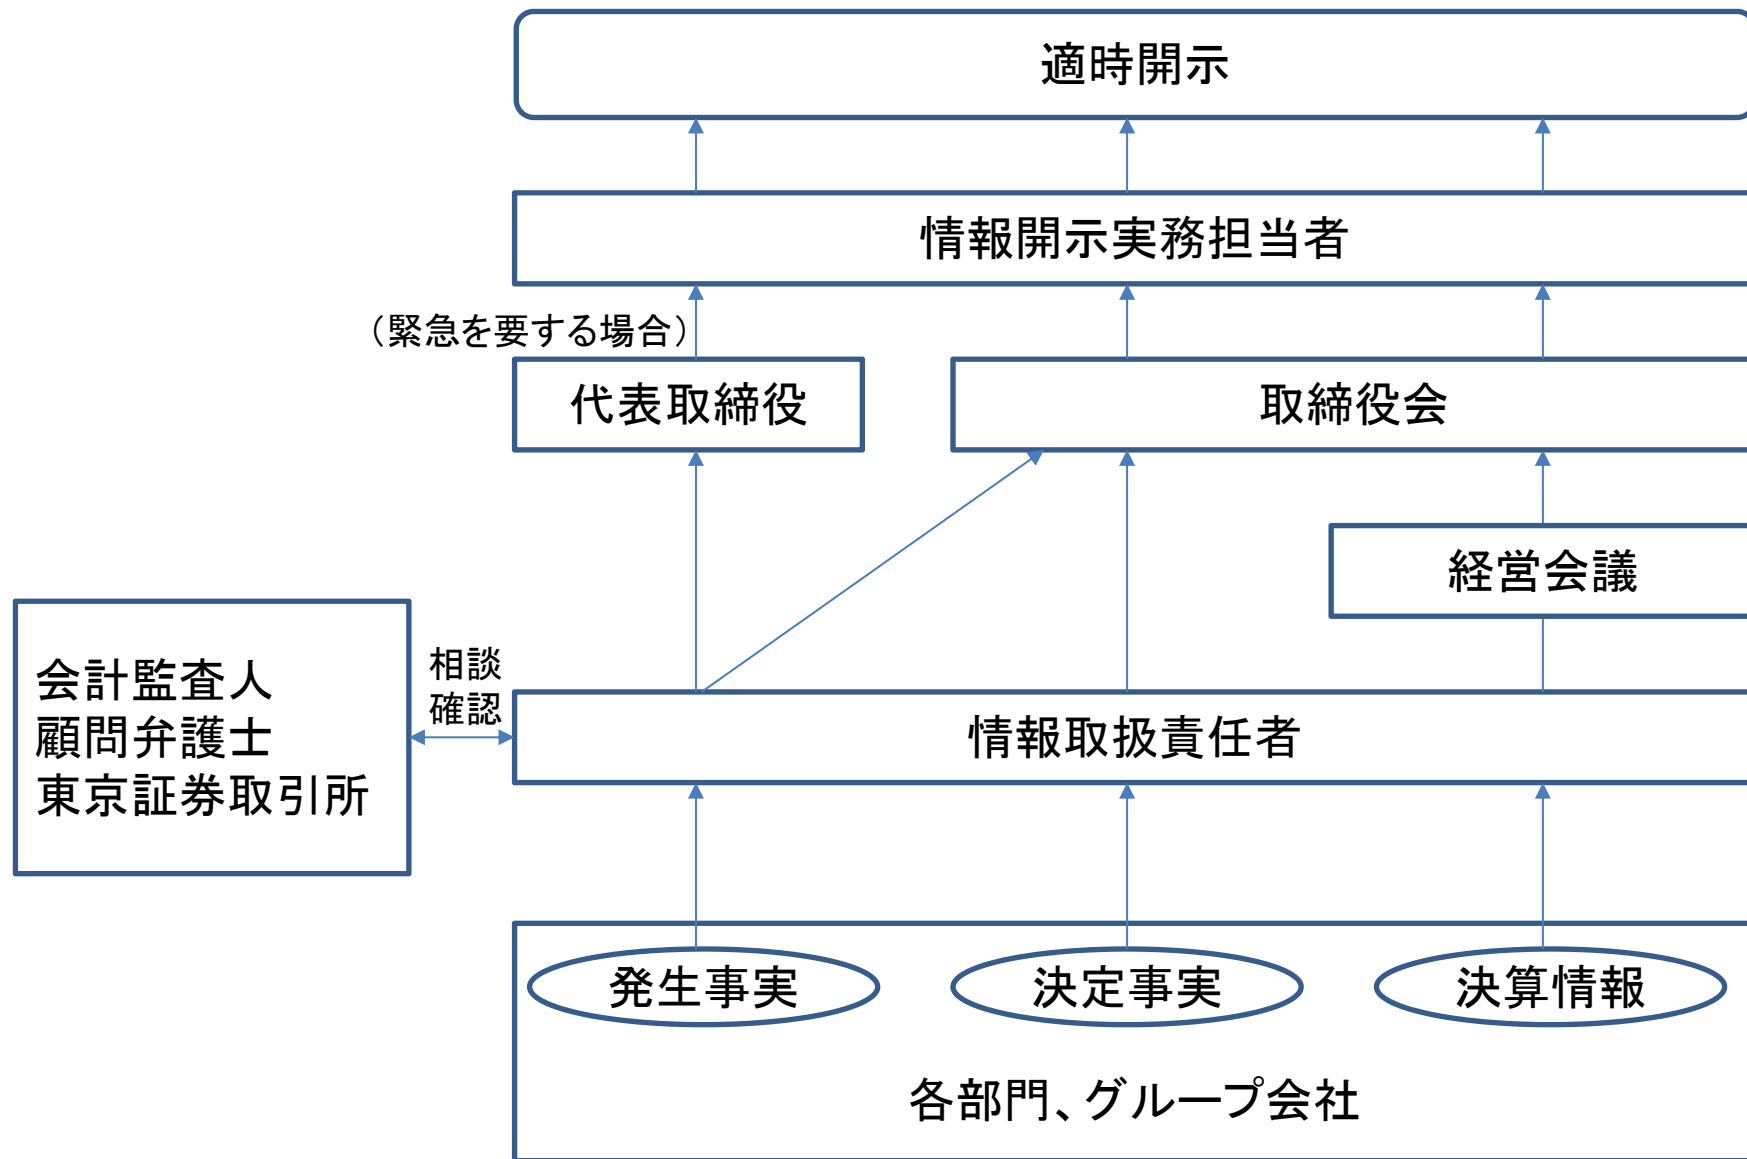 適時開示
情報開示実務担当者
（緊急を要する場合）
代表取締役
取締役会
経営会議
会計監査人
顧問弁護士
東京証券取引所
相談
確認
情報取扱責任者
発生事実
決定事実
決算情報
各部門、グループ会社